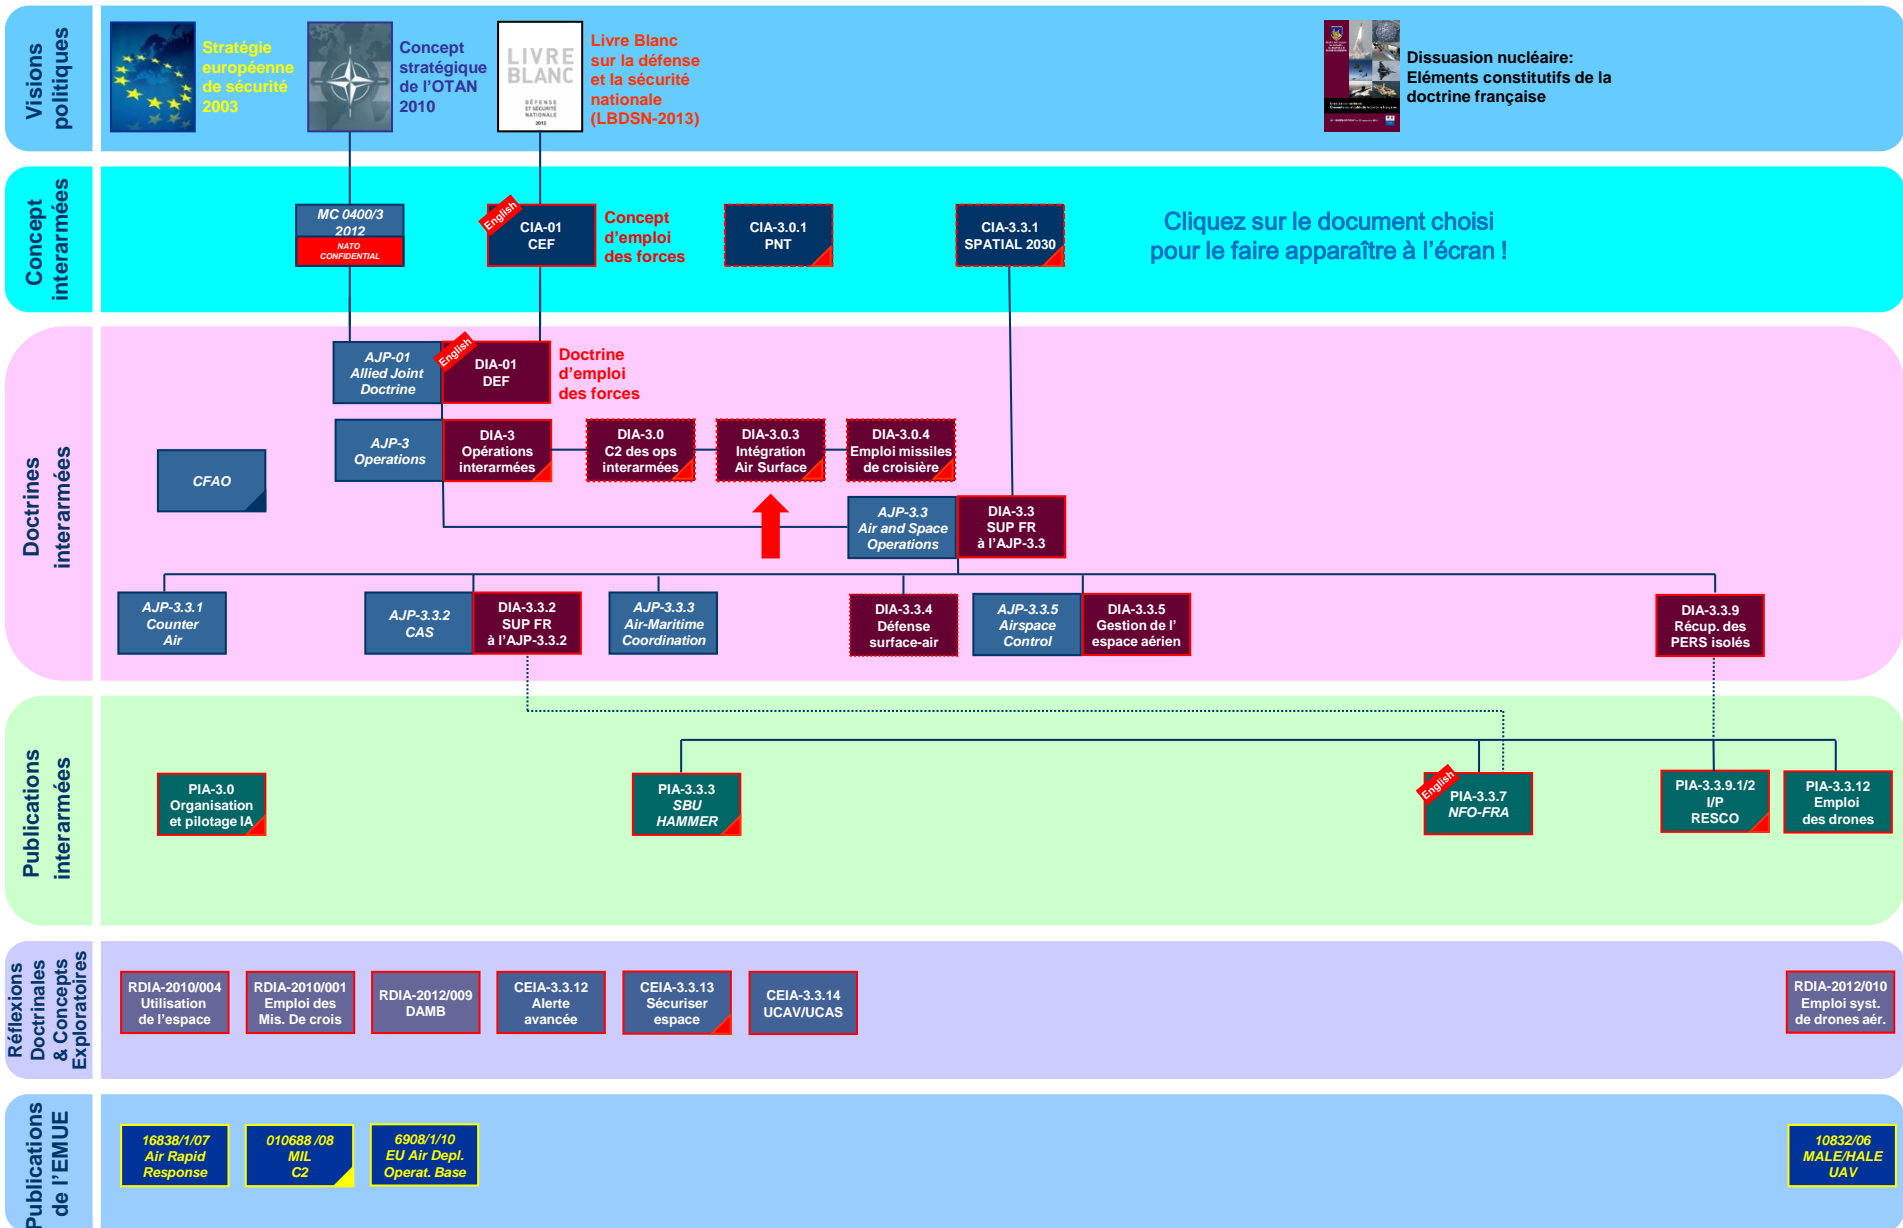 Visions
politiques
Stratégie
européenne
de sécurité
2003
Concept
stratégique
de l'OTAN
2010
LIVRE
BLANC
DÉFENSE
ET SÉCURITÉ
NATIONALE
2013
Livre Blanc
sur la défense
et la sécurité
nationale
(LBDSN-2013)
Dissuasion nucléaire:
Eléments constitutifs de la
doctrine française
Concept
interarmées
MC 0400/3
2012
NATO
CONFIDENTIAL
English
CIA-01
CEF
Concept
d'emploi
des forces
CIA-3.0.1
PNT
CIA-3.3.1
SPATIAL 2030
Cliquez sur le document choisi
pour le faire apparaître à l'écran !
Doctrines
interarmées
AJP-01
Allied Joint
Doctrine
English
DIA-01
DEF
Doctrine
d'emploi
des forces
CFAO
AJP-3
Operations
DIA-3
Opérations
interarmées
DIA-3.0
C2 des ops
interarmées
DIA-3.0.3
Intégration
Air Surface
DIA-3.0.4
Emploi missiles
de croisière
AJP-3.3
Air and Space
Operations
DIA-3.3
SUP FR
à l'AJP-3.3
AJP-3.3.1
Counter
Air
AJP-3.3.2
CAS
DIA-3.3.2
SUP FR
à l'AJP-3.3.2
AJP-3.3.3
Air-Maritime
Coordination
DIA-3.3.4
Défense
surface-air
AJP-3.3.5
Airspace
Control
DIA-3.3.5
Gestion de l'
espace aérien
DIA-3.3.9
Récup. des
PERS isolés
Publications
interarmées
PIA-3.0
Organisation
et pilotage IA
PIA-3.3.3
SBU
HAMMER
English
PIA-3.3.7
NFO-FRA
PIA-3.3.9.1/2
I/P
RESCO
PIA-3.3.12
Emploi
des drones
Réflexions
Doctrinales
& Concepts
Exploratoires
RDIA-2010/004
Utilisation
de l'espace
RDIA-2010/001
Emploi des
Mis. De crois
RDIA-2012/009
DAMB
CEIA-3.3.12
Alerte
avancée
CEIA-3.3.13
Sécuriser
espace
CEIA-3.3.14
UCAV/UCAS
RDIA-2012/010
Emploi syst.
de drones aér.
Publications
de l'EMUE
16838/1/07
Air Rapid
Response
010688 /08
MIL
C2
6908/1/10
EU Air Depl.
Operat. Base
10832/06
MALE/HALE
UAV